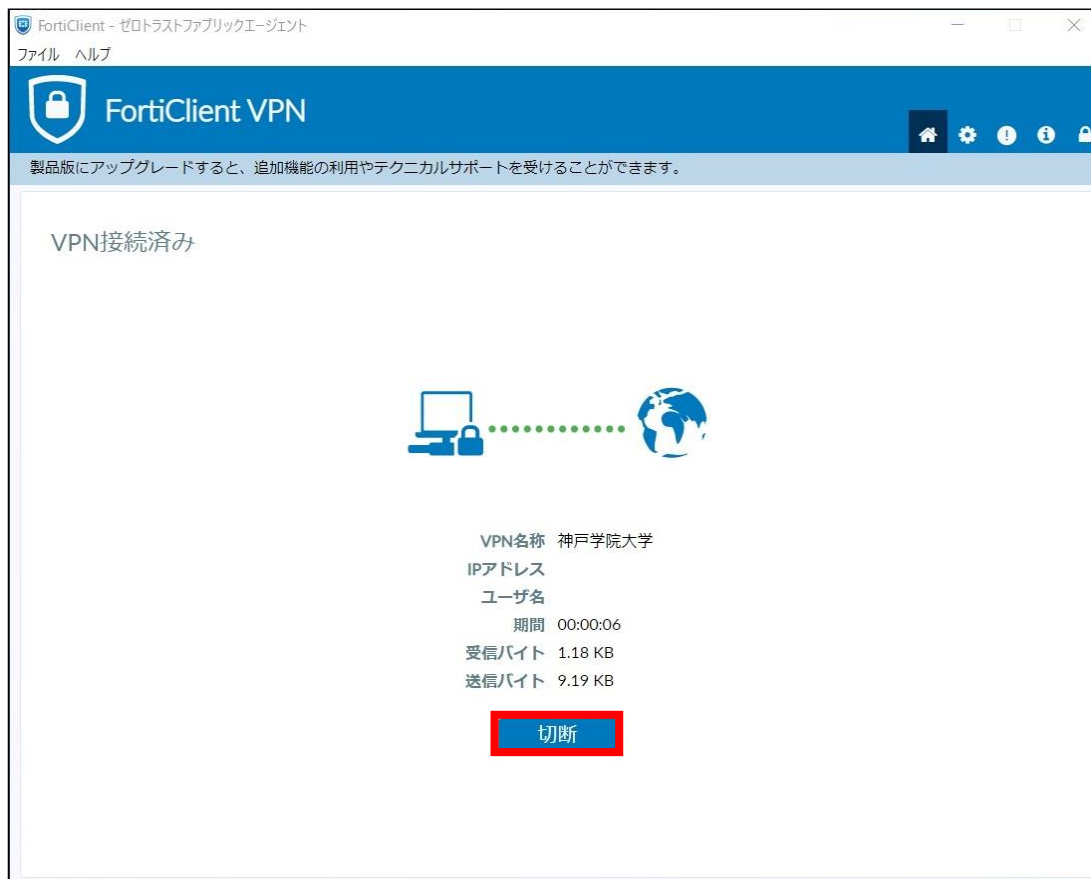 FortiClient - ゼロトラストファブリックエージェント
ファイル ヘルプ
FortiClient VPN
製品版にアップグレードすると、追加機能の利用やテクニカルサポートを受けることができます。
VPN接続済み
VPN名称 神戸学院大学
IPアドレス
ユーザ名
期間 00:00:06
受信バイト 1.18 KB
送信バイト 9.19 KB
切断